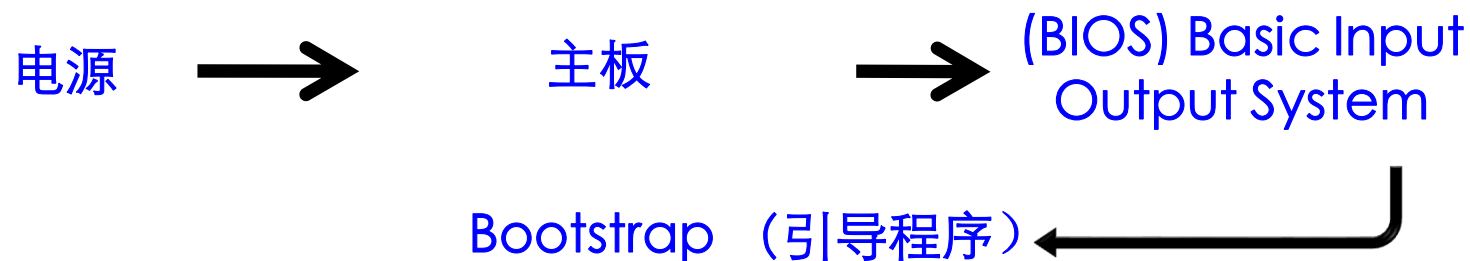 电源
主板
(BIOS) Basic Input
Output System
Bootstrap （引导程序）